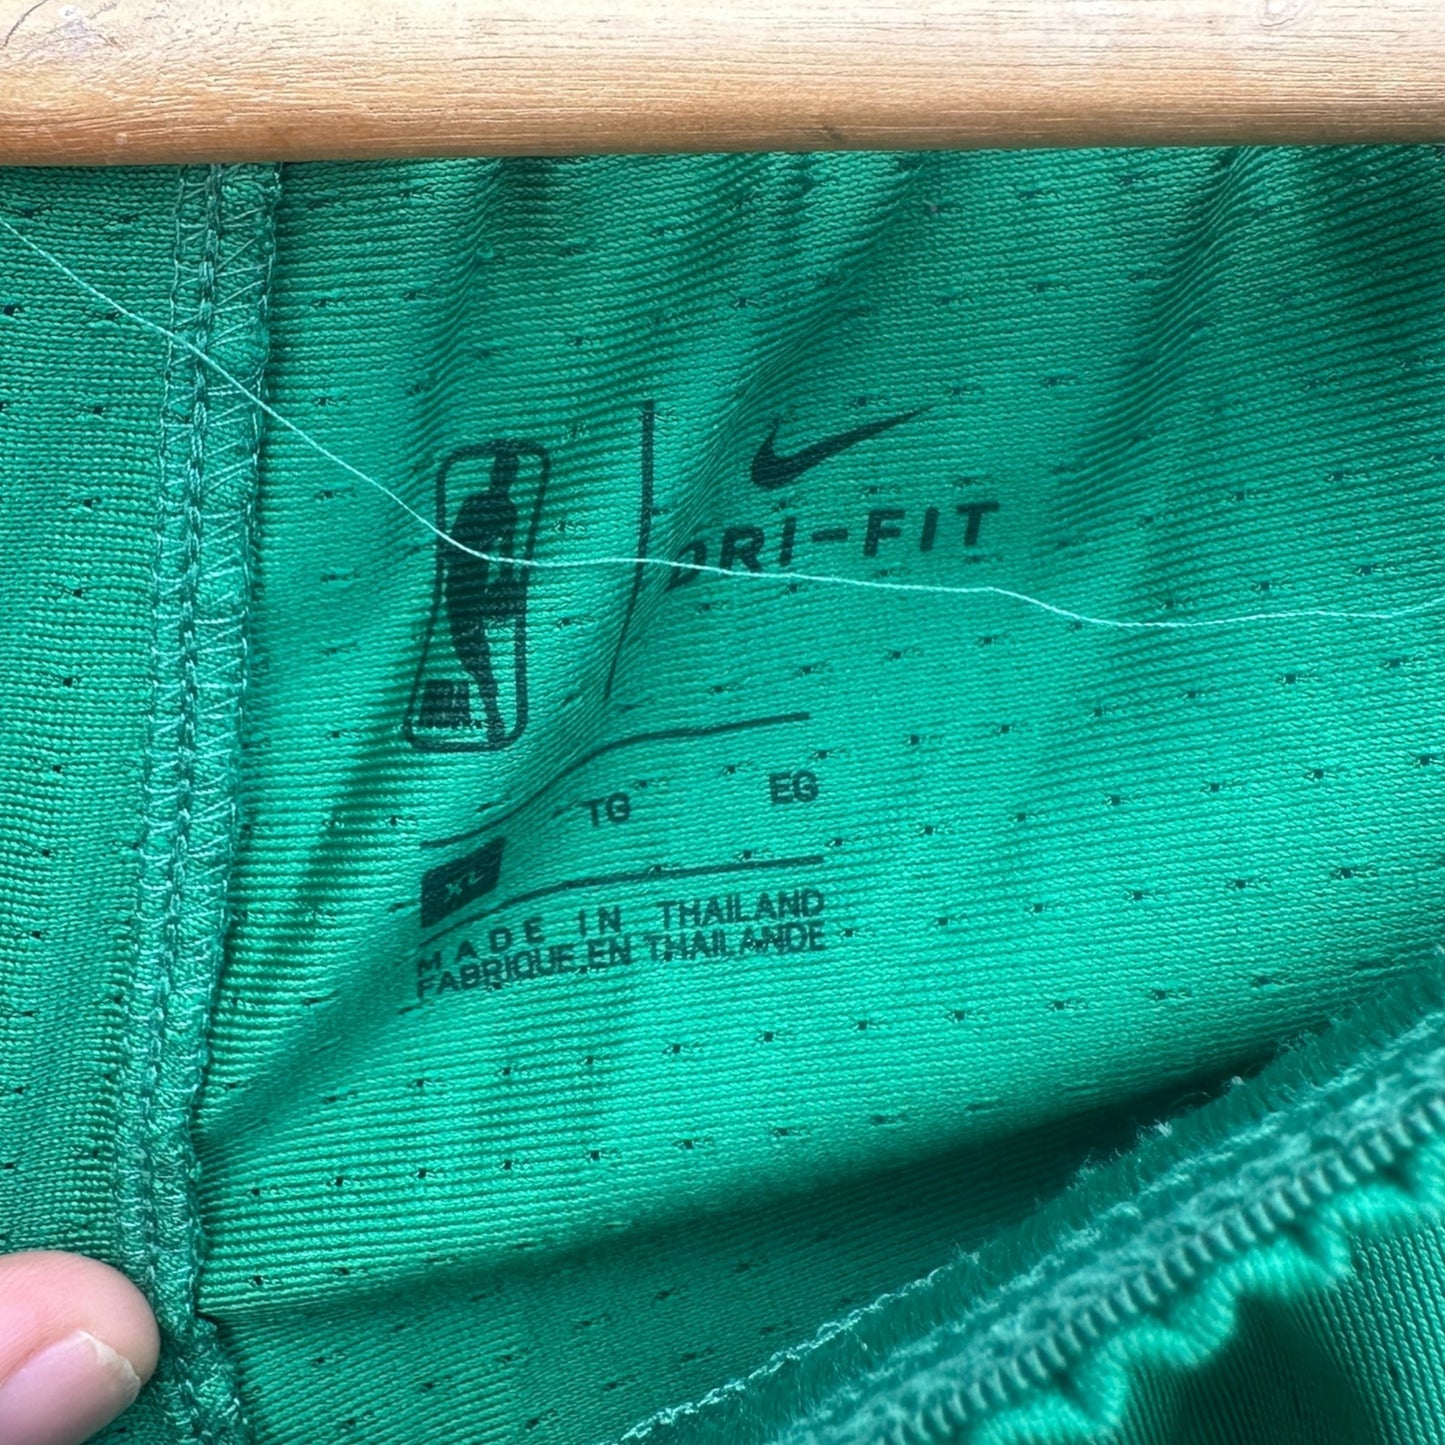 DRI-FIT
XL TG EG
MADE IN THAILAND
FABRIQUE EN THAILANDE